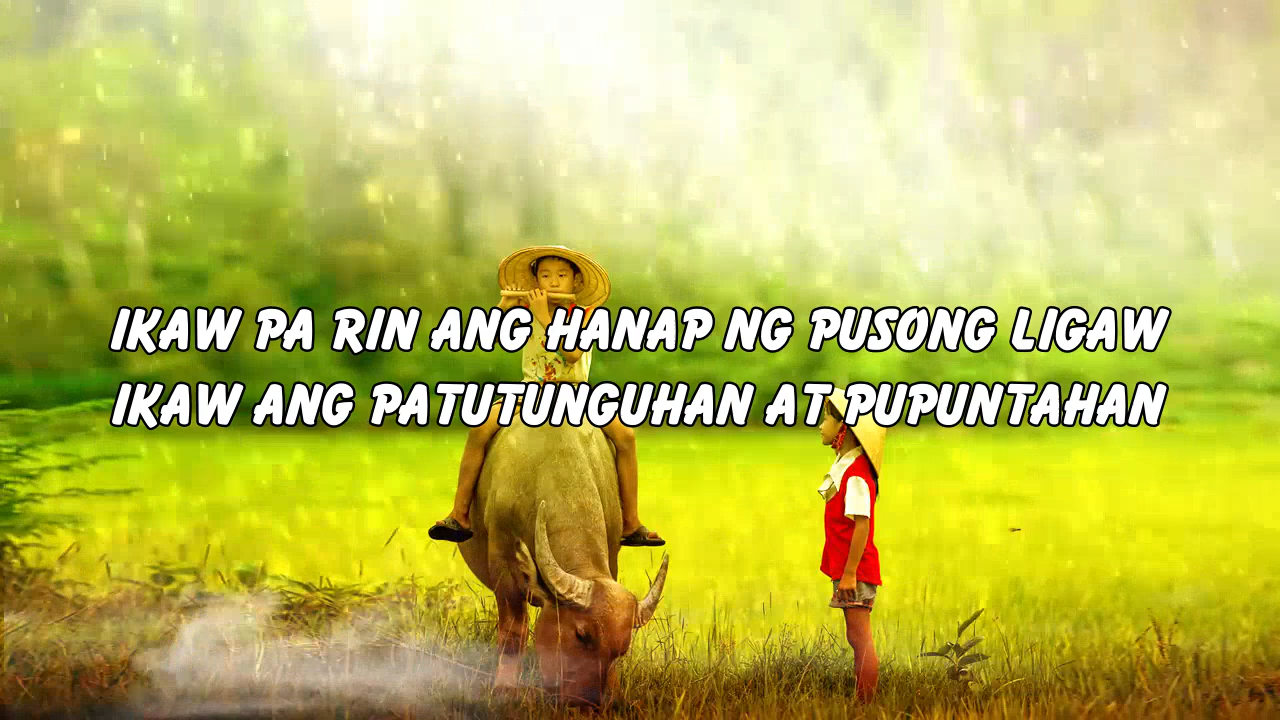 IKAW PA RIN ANG HANAP NG PUSONG LIGAW
IKAW ANG PATUTUNGUHAN AT PUPUNTAHAN